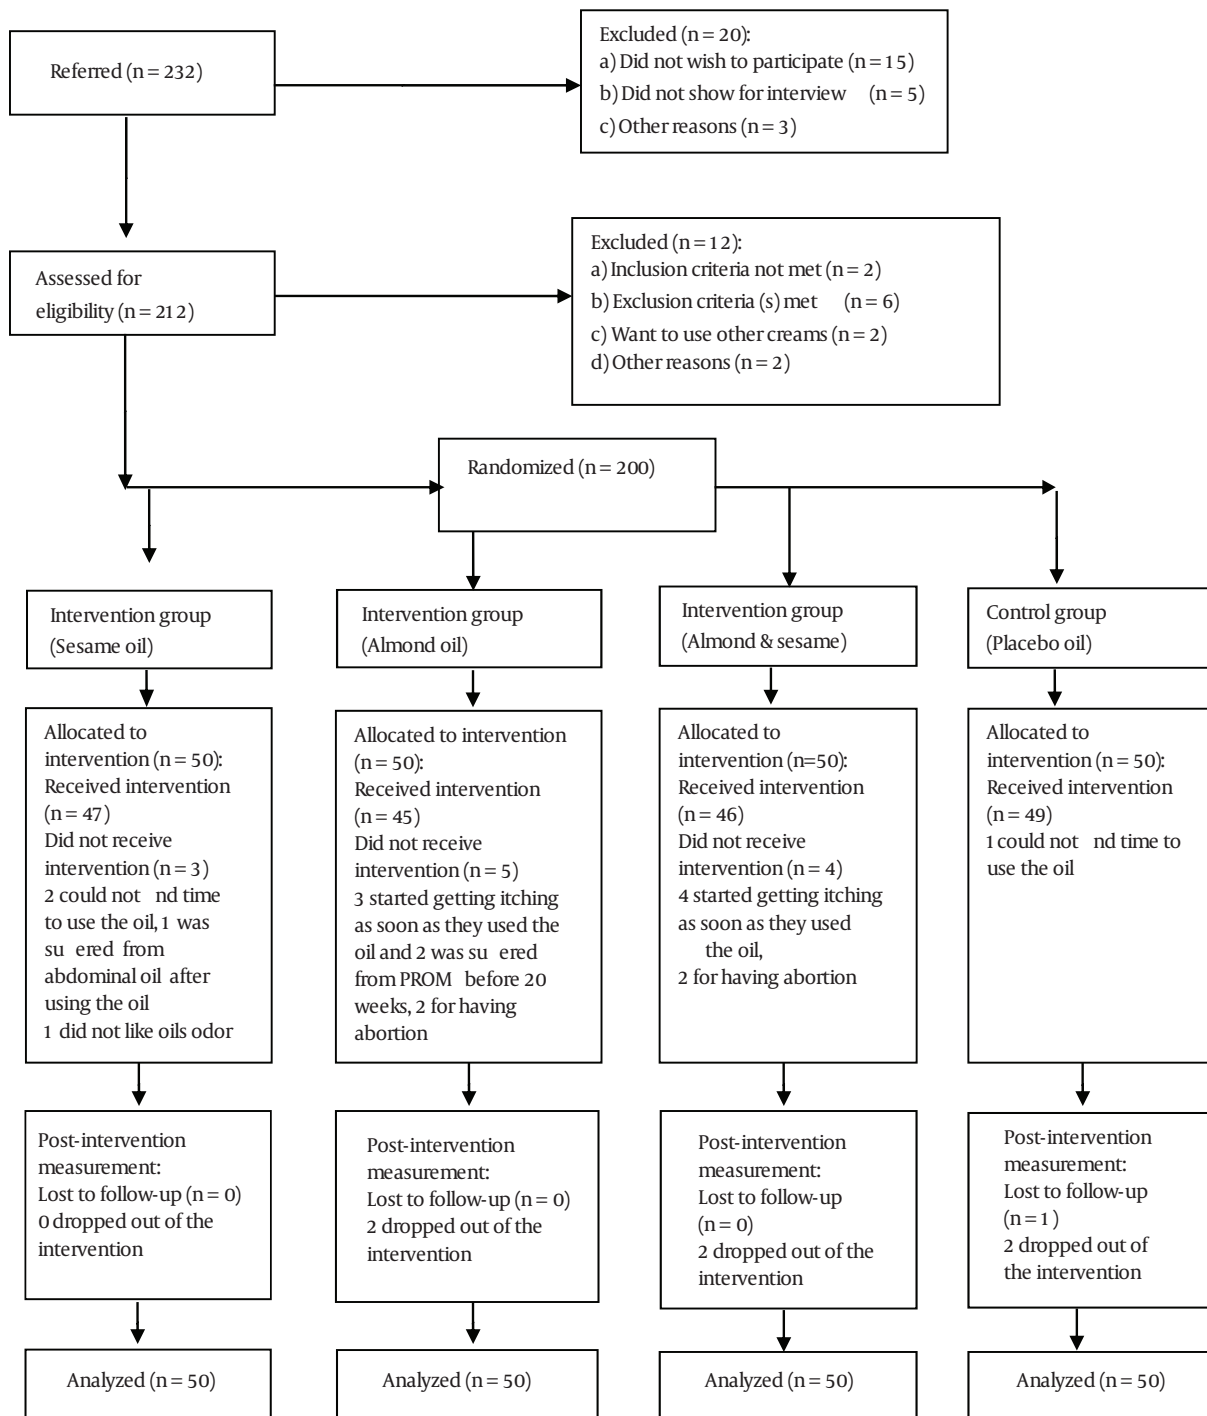 Referred (n = 232)
Excluded (n = 20):
a) Did not wish to participate (n = 15)
b) Did not show for interview (n = 5)
c) Other reasons (n = 3)
Assessed for
eligibility (n = 212)
Excluded (n = 12):
a) Inclusion criteria not met (n = 2)
b) Exclusion criteria (s) met (n = 6)
c) Want to use other creams (n = 2)
d) Other reasons (n = 2)
Randomized (n = 200)
Intervention group
(Sesame oil)
Intervention group
(Almond oil)
Intervention group
(Almond & sesame)
Control group
(Placebo oil)
Allocated to
intervention (n = 50):
Received intervention
(n = 47)
Did not receive
intervention (n = 3)
2 could not nd time
to use the oil, 1 was
su ered from
abdominal oil after
using the oil
1 did not like oils odor
Allocated to intervention
(n = 50):
Received intervention
(n = 45)
Did not receive
intervention (n = 5)
3 started getting itching
as soon as they used the
oil and 2 was su ered
from PROM before 20
weeks, 2 for having
abortion
Allocated to
intervention (n=50):
Received intervention
(n = 46)
Did not receive
intervention (n = 4)
4 started getting itching
as soon as they used
the oil,
2 for having abortion
Allocated to
intervention (n = 50):
Received intervention
(n = 49)
1 could not nd time to
use the oil
Post-intervention
measurement:
Lost to follow-up (n = 0)
0 dropped out of the
intervention
Post-intervention
measurement:
Lost to follow-up (n = 0)
2 dropped out of the
intervention
Post-intervention
measurement:
Lost to follow-up
(n = 0)
2 dropped out of the
intervention
Post-intervention
measurement:
Lost to follow-up
(n = 1)
2 dropped out of
the intervention
Analyzed (n = 50)
Analyzed (n = 50)
Analyzed (n = 50)
Analyzed (n = 50)